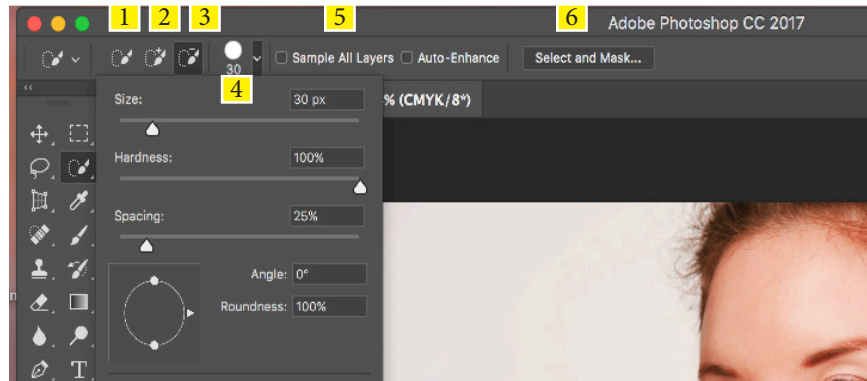 1 2 3 5 6
Adobe Photoshop CC 2017
30 Sample All Layers Auto-Enhance Select and Mask...
4
Size: 30 px
% (CMYK/8*)
Hardness: 100%
Spacing: 25%
Angle: 0°
Roundness: 100%
T